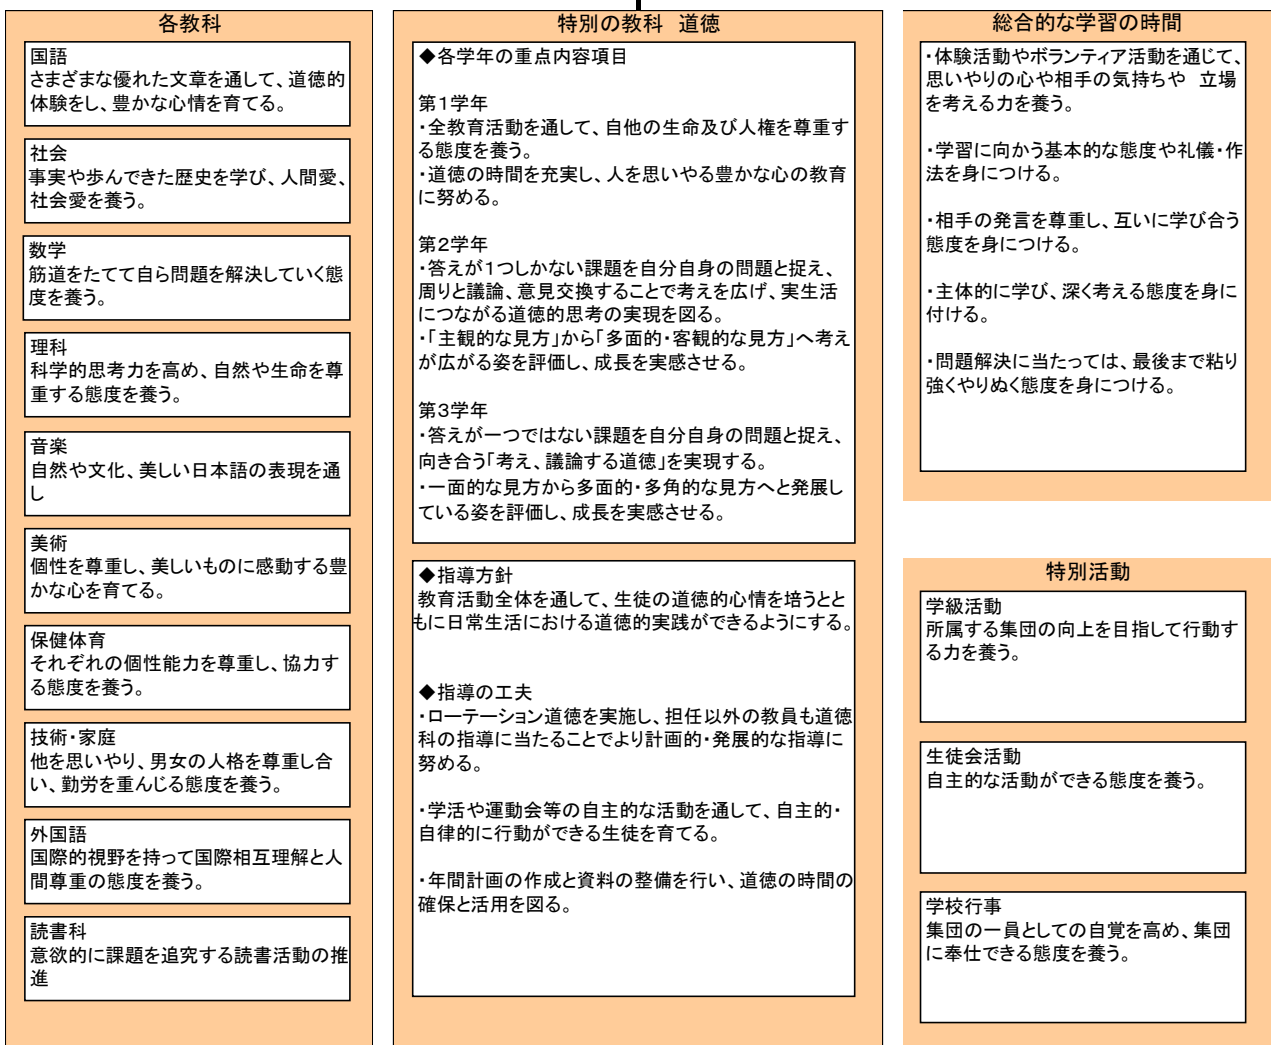 各教科
国語
さまざまな優れた文章を通して、道徳的
体験をし、豊かな心情を育てる。
社会
事実や歩んできた歴史を学び、人間愛、
社会愛を養う。
数学
筋道をたてて自ら問題を解決していく態
度を養う。
理科
科学的思考力を高め、自然や生命を尊
重する態度を養う。
音楽
自然や文化、美しい日本語の表現を通
し
美術
個性を尊重し、美しいものに感動する豊
かな心を育てる。
保健体育
それぞれの個性能力を尊重し、協力す
る態度を養う。
技術・家庭
他を思いやり、男女の人格を尊重し合
い、勤労を重んじる態度を養う。
外国語
国際的視野を持って国際相互理解と人
間尊重の態度を養う。
読書科
意欲的に課題を追究する読書活動の推
進
特別の教科　道徳
◆各学年の重点内容項目
第1学年
・全教育活動を通して、自他の生命及び人権を尊重す
る態度を養う。
・道徳の時間を充実し、人を思いやる豊かな心の教育
に努める。
第2学年
・答えが1つしかない課題を自分自身の問題と捉え、
周りと議論、意見交換することで考えを広げ、実生活
につながる道徳的思考の実現を図る。
・「主観的な見方」から「多面的・客観的な見方」へ考え
が広がる姿を評価し、成長を実感させる。
第3学年
・答えが一つではない課題を自分自身の問題と捉え、
向き合う「考え、議論する道徳」を実現する。
・一面的な見方から多面的・多角的な見方へと発展し
ている姿を評価し、成長を実感させる。
◆指導方針
教育活動全体を通して、生徒の道徳的心情を培うとと
もに日常生活における道徳的実践ができるようにする。
◆指導の工夫
・ローテーション道徳を実施し、担任以外の教員も道徳
科の指導に当たることでより計画的・発展的な指導に
努める。
・学活や運動会等の自主的な活動を通して、自主的・
自律的に行動ができる生徒を育てる。
・年間計画の作成と資料の整備を行い、道徳の時間の
確保と活用を図る。
総合的な学習の時間
・体験活動やボランティア活動を通じて、
思いやりの心や相手の気持ちや　立場
を考える力を養う。
・学習に向かう基本的な態度や礼儀・作
法を身につける。
・相手の発言を尊重し、互いに学び合う
態度を身につける。
・主体的に学び、深く考える態度を身に
付ける。
・問題解決に当たっては、最後まで粘り
強くやりぬく態度を身につける。
特別活動
学級活動
所属する集団の向上を目指して行動す
る力を養う。
生徒会活動
自主的な活動ができる態度を養う。
学校行事
集団の一員としての自覚を高め、集団
に奉仕できる態度を養う。